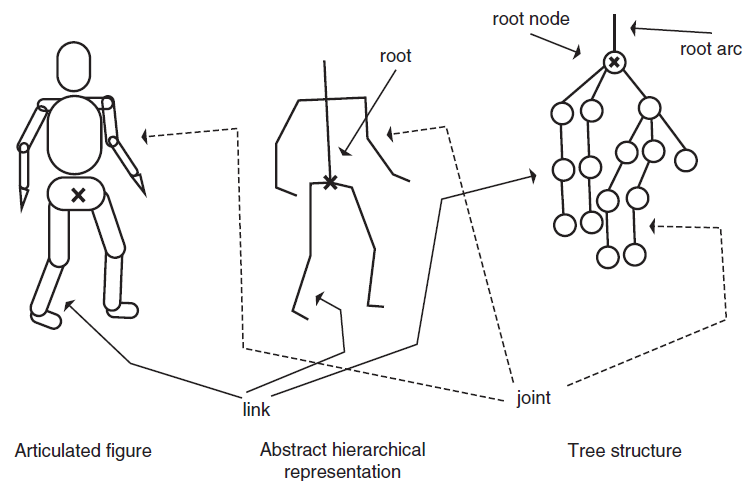 root node
root arc
root
link
joint
Articulated figure
Abstract hierarchical
representation
Tree structure